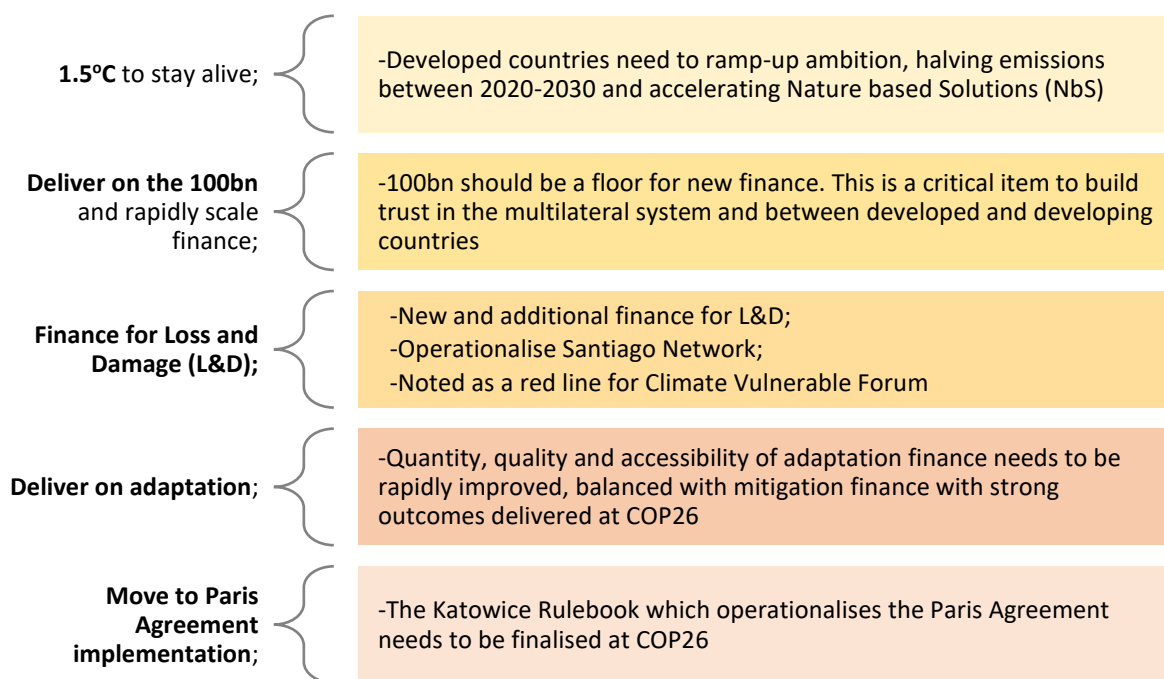 1.5°C to stay alive;
-Developed countries need to ramp-up ambition, halving emissions
between 2020-2030 and accelerating Nature based Solutions (NbS)
Deliver on the 100bn
and rapidly scale
finance;
-100bn should be a floor for new finance. This is a critical item to build
trust in the multilateral system and between developed and developing
countries
Finance for Loss and
Damage (L&D);
-New and additional finance for L&D;
-Operationalise Santiago Network;
-Noted as a red line for Climate Vulnerable Forum
Deliver on adaptation;
-Quantity, quality and accessibility of adaptation finance needs to be
rapidly improved, balanced with mitigation finance with strong
outcomes delivered at COP26
Move to Paris
Agreement
implementation;
-The Katowice Rulebook which operationalises the Paris Agreement
needs to be finalised at COP26